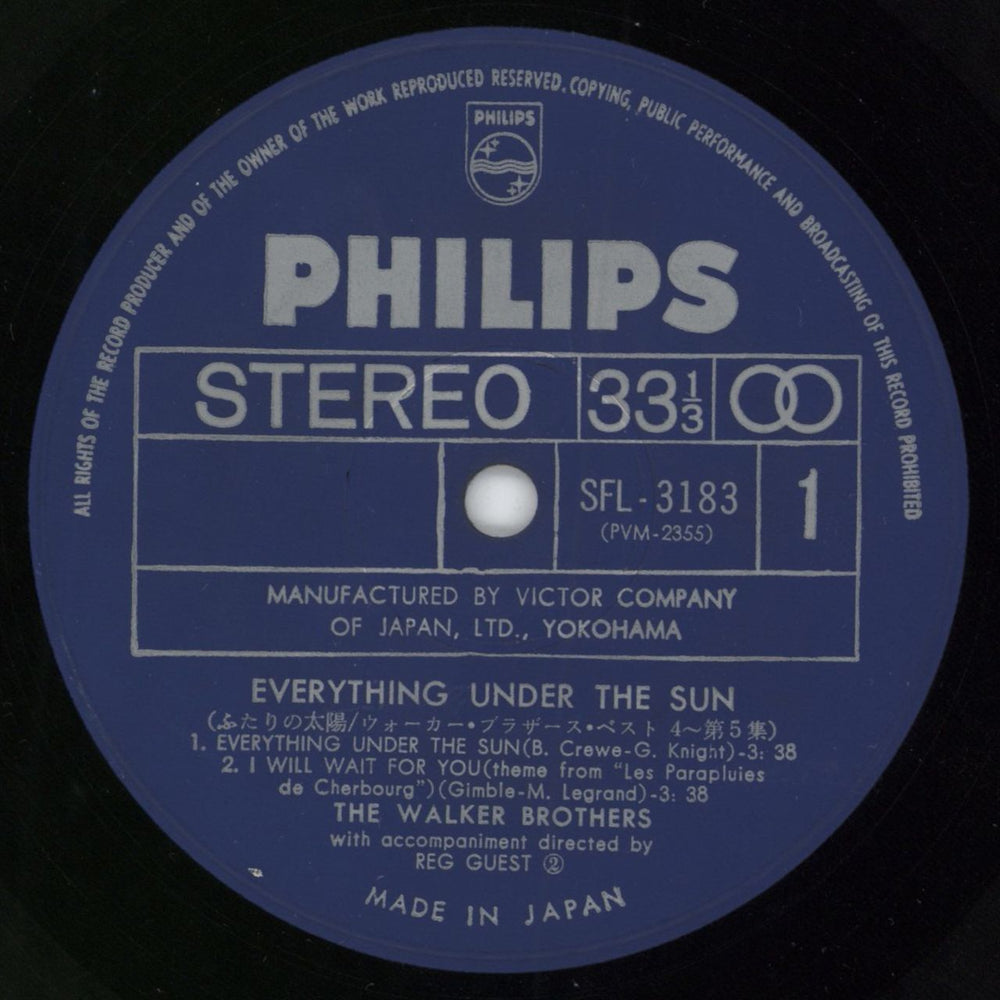 ALL RIGHTS OF THE RECORD PRODUCER AND OF THE OWNER OF THE WORK REPRODUCED RESERVED. COPYING, PUBLIC PERFORMANCE AND BROADCASTING OF THIS RECORD PROHIBITED
PHILIPS
PHILIPS
STEREO 33 1/3
SFL-3183 1
(PVM-2355)
MANUFACTURED BY VICTOR COMPANY
OF JAPAN, LTD., YOKOHAMA
EVERYTHING UNDER THE SUN
(ふたりの太陽/ウォーカー・ブラザース・ベスト 4〜第5集)
1. EVERYTHING UNDER THE SUN(B. Crewe-G. Knight)-3: 38
2. I WILL WAIT FOR YOU(theme from “Les Parapluies
de Cherbourg”)(Gimble-M. Legrand)-3: 38
THE WALKER BROTHERS
with accompaniment directed by
REG GUEST ②
MADE IN JAPAN